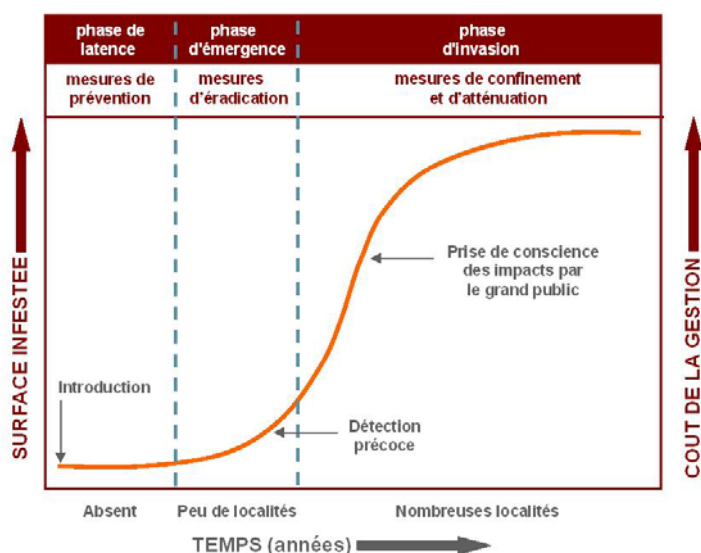 phase de
latence
phase
d'émergence
phase
d'invasion
mesures de
prévention
mesures
d'éradication
mesures de confinement
et d'atténuation
SURFACE INFESTEE
COUT DE LA GESTION
Prise de conscience
des impacts par
le grand public
Introduction
Détection
précoce
Absent
Peu de localités
Nombreuses localités
TEMPS (années)